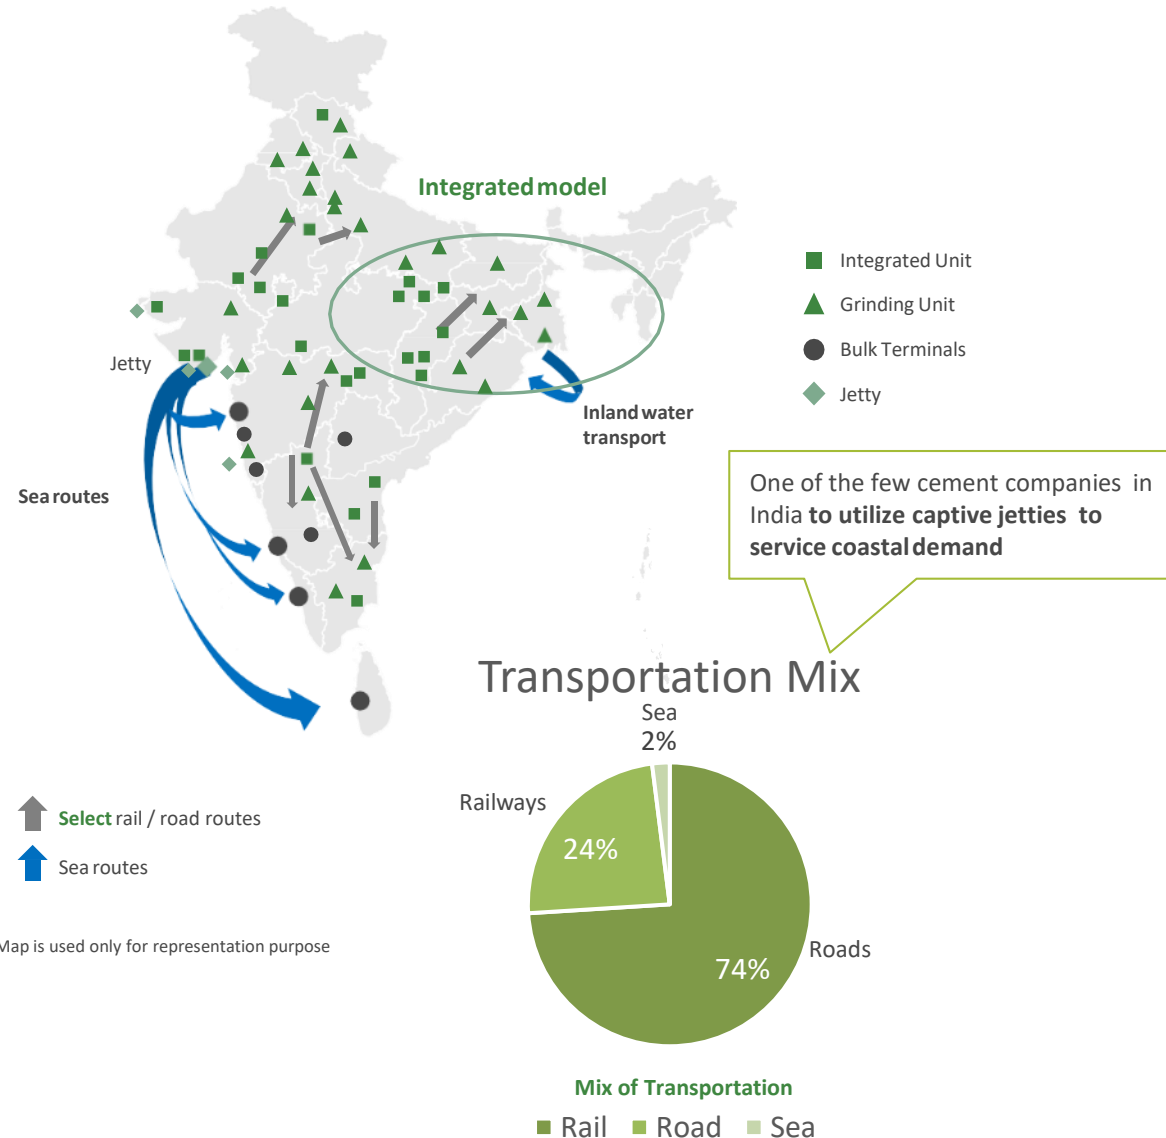 Integrated model
Integrated Unit
Grinding Unit
Bulk Terminals
Jetty
Jetty
Inland water
transport
Sea routes
One of the few cement companies in
India to utilize captive jetties to
service coastal demand
Transportation Mix
Sea
2%
Railways
24%
74%
Roads
Select rail / road routes
Sea routes
Map is used only for representation purpose
Mix of Transportation
Rail
Road
Sea